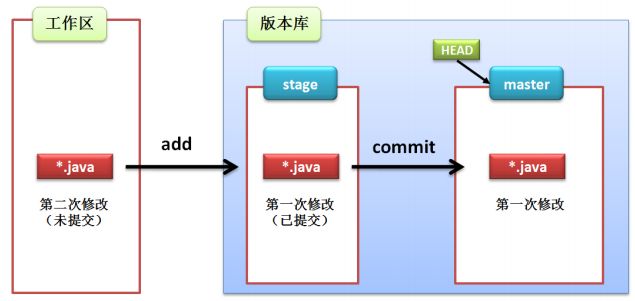 工作区
版本库
HEAD
stage
master
*.java
add
*.java
commit
*.java
第二次修改
（未提交）
第一次修改
（已提交）
第一次修改